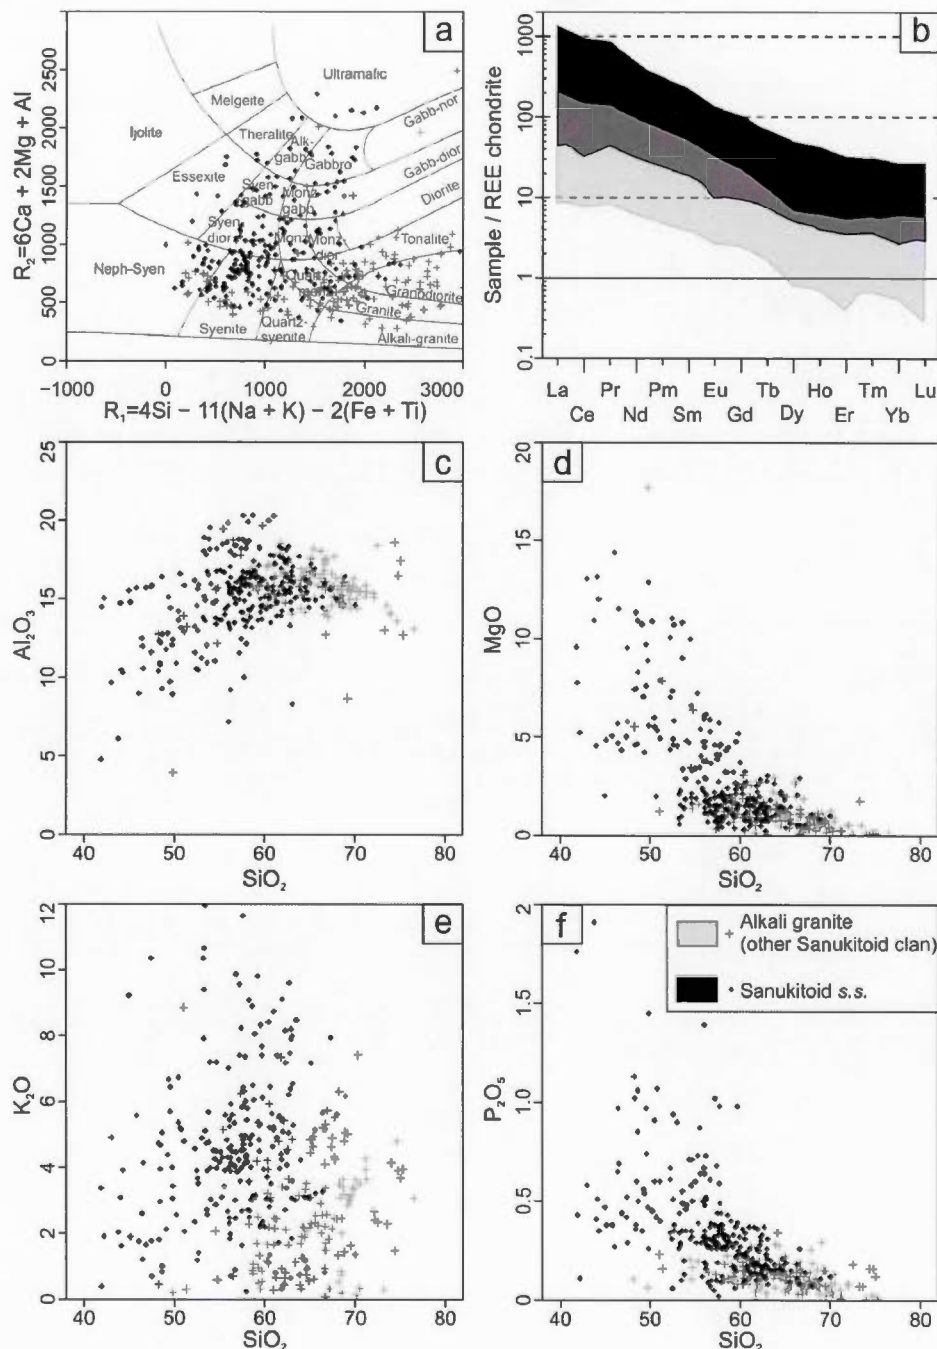 a
R₂=6Ca + 2Mg + Al
2500
2000
1500
1000
500
0
Ultramafic
Melgeite
Gabb-nor
Ijolite
Theralite
Alk-
gabb
Gabbro
Gabb-dior
Essexite
Syen
gabb
Monz
gabb
Diorite
Syen
dior
Monz
Monz
dior
Tonalite
Neph-Syen
Granodiorite
Granite
Syenite
Quartz-
syenite
Alkali-granite
−1000
0
1000
2000
3000
R₁=4Si − 11(Na + K) − 2(Fe + Ti)
b
Sample / REE chondrite
1000
100
10
1
0,1
La Pr Pm Eu Tb Ho Tm Lu
Ce Nd Sm Gd Dy Er Yb
c
Al₂O₃
25
20
15
10
5
0
40 50 60 70 80
SiO₂
d
MgO
20
15
10
5
0
40 50 60 70 80
SiO₂
e
K₂O
12
10
8
6
4
2
0
40 50 60 70 80
SiO₂
f
P₂O₅
2
1.5
1.0
0.5
0
Alkali granite
(other Sanukitoid clan)
Sanukitoid s.s.
40 50 60 70 80
SiO₂